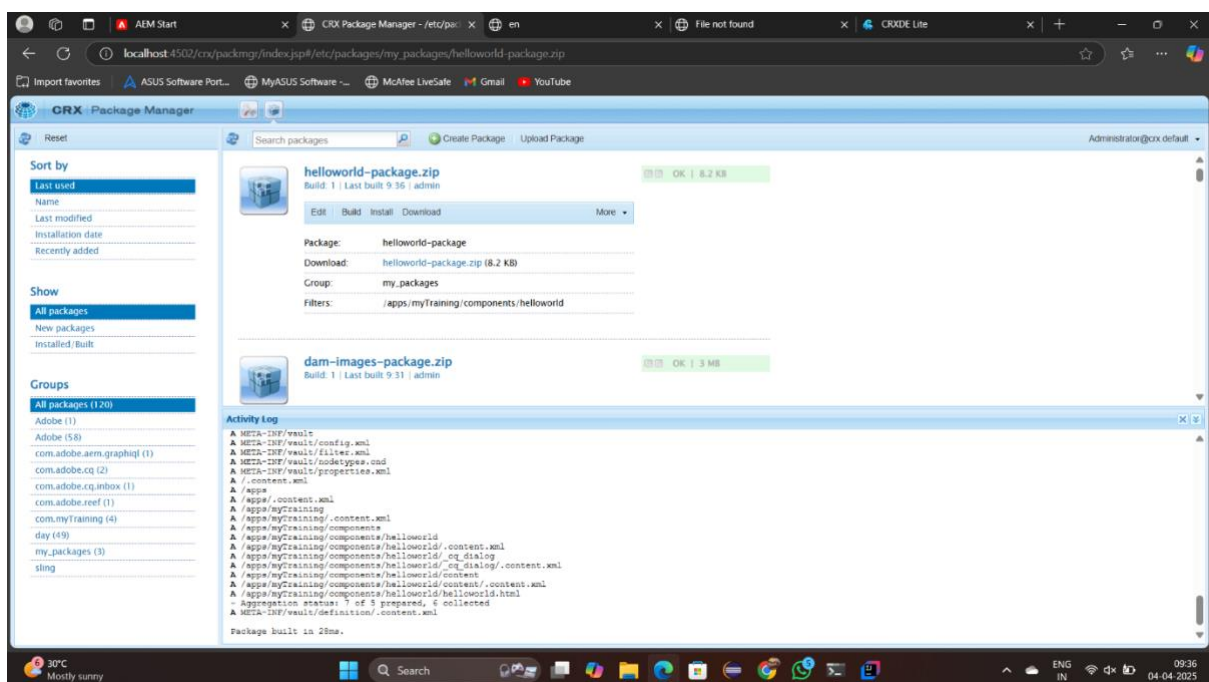 AEM Start
CRX Package Manager - /etc/pac
en
File not found
CRXDE Lite
localhost:4502/crx/packmgr/index.jsp#/etc/packages/my_packages/helloworld-package.zip
Import favorites
ASUS Software Port...
MyASUS Software -...
McAfee LiveSafe
Gmail
YouTube
CRX Package Manager
Reset
Search packages
Create Package
Upload Package
Administrator@crx.default
Sort by
Last used
Name
Last modified
Installation date
Recently added
Show
All packages
New packages
Installed/Built
Groups
All packages (120)
Adobe (1)
Adobe (58)
com.adobe.aem.graphiql (1)
com.adobe.cq (2)
com.adobe.cq.inbox (1)
com.adobe.reef (1)
com.myTraining (4)
day (49)
my_packages (3)
sling
helloworld-package.zip
Build: 1 | Last built 9:36 | admin
OK | 8.2 KB
Edit Build Install Download More
Package: helloworld-package
Download: helloworld-package.zip (8.2 KB)
Group: my_packages
Filters: /apps/myTraining/components/helloworld
dam-images-package.zip
Build: 1 | Last built 9:31 | admin
OK | 3 MB
Activity Log
A META-INF/vault
A META-INF/vault/config.xml
A META-INF/vault/filter.xml
A META-INF/vault/nodetypes.cnd
A META-INF/vault/properties.xml
A /.content.xml
A /apps
A /apps/.content.xml
A /apps/myTraining
A /apps/myTraining/.content.xml
A /apps/myTraining/components
A /apps/myTraining/components/helloworld
A /apps/myTraining/components/helloworld/.content.xml
A /apps/myTraining/components/helloworld/_cq_dialog
A /apps/myTraining/components/helloworld/_cq_dialog/.content.xml
A /apps/myTraining/components/helloworld/content
A /apps/myTraining/components/helloworld/content/.content.xml
A /apps/myTraining/components/helloworld/helloworld.html
- Aggregation status: 7 of 5 prepared, 6 collected
A META-INF/vault/definition/.content.xml
Package built in 28ms.
6
30°C
Mostly sunny
Search
ENG
IN
09:36
04-04-2025